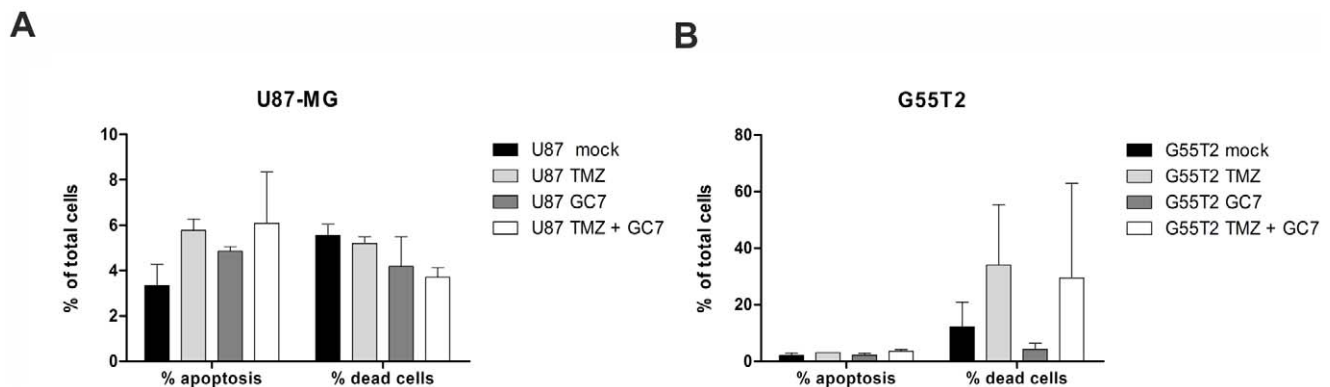 A
U87-MG
% of total cells
10
8
6
4
2
0
% apoptosis
% dead cells
U87 mock
U87 TMZ
U87 GC7
U87 TMZ + GC7
B
G55T2
% of total cells
80
60
40
20
0
% apoptosis
% dead cells
G55T2 mock
G55T2 TMZ
G55T2 GC7
G55T2 TMZ + GC7